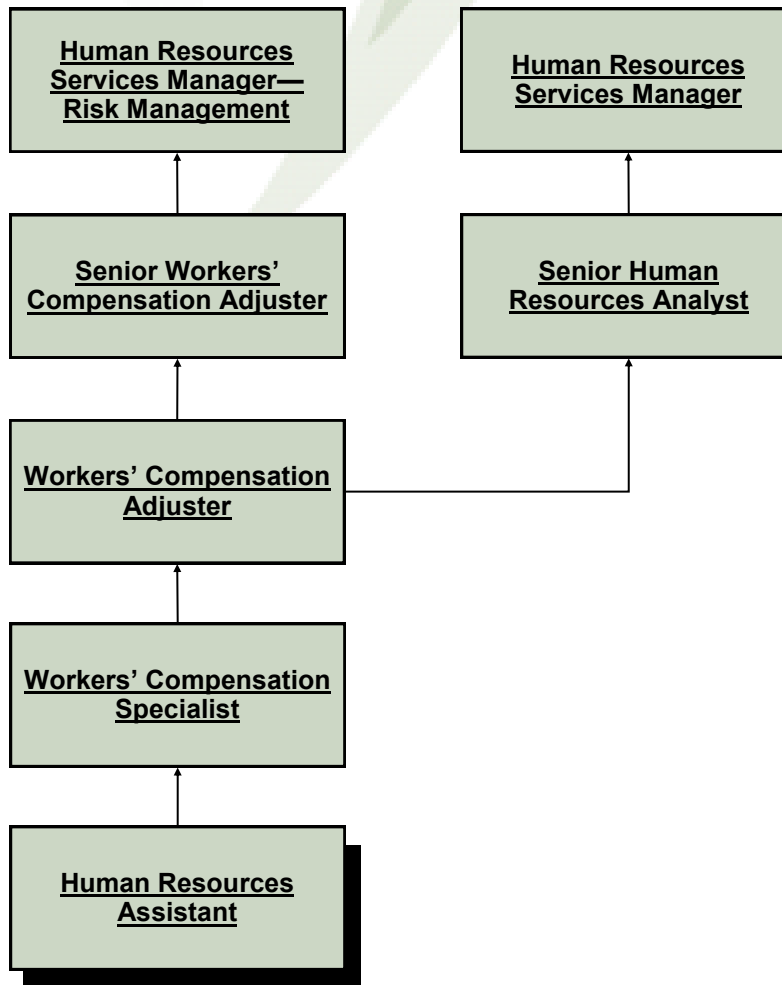 Human Resources
Services Manager—
Risk Management
Human Resources
Services Manager
Senior Workers’
Compensation Adjuster
Senior Human
Resources Analyst
Workers’ Compensation
Adjuster
Workers’ Compensation
Specialist
Human Resources
Assistant